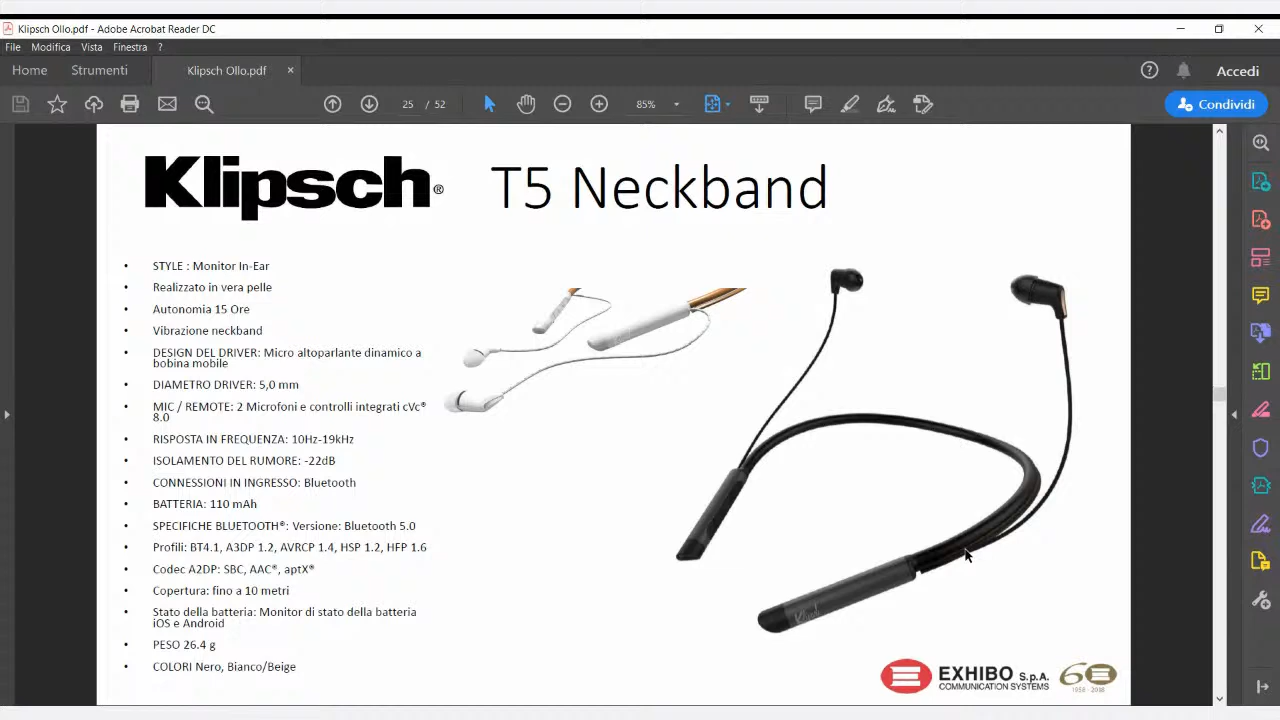 Klipsch Ollo.pdf - Adobe Acrobat Reader DC
File Modifica Vista Finestra ?
Home Strumenti Klipsch Ollo.pdf × Accedi
25 / 52 85% Condividi
Klipsch® T5 Neckband
• STYLE : Monitor In-Ear
• Realizzato in vera pelle
• Autonomia 15 Ore
• Vibrazione neckband
• DESIGN DEL DRIVER: Micro altoparlante dinamico a
bobina mobile
• DIAMETRO DRIVER: 5,0 mm
• MIC / REMOTE: 2 Microfoni e controlli integrati cVc®
8.0
• RISPOSTA IN FREQUENZA: 10Hz-19kHz
• ISOLAMENTO DEL RUMORE: -22dB
• CONNESSIONI IN INGRESSO: Bluetooth
• BATTERIA: 110 mAh
• SPECIFICHE BLUETOOTH®: Versione: Bluetooth 5.0
• Profili: BT4.1, A3DP 1.2, AVRCP 1.4, HSP 1.2, HFP 1.6
• Codec A2DP: SBC, AAC®, aptX®
• Copertura: fino a 10 metri
• Stato della batteria: Monitor di stato della batteria
iOS e Android
• PESO 26.4 g
• COLORI Nero, Bianco/Beige
Klipsch
EXHIBO S.p.A.
COMMUNICATION SYSTEMS
60
1958 - 2018